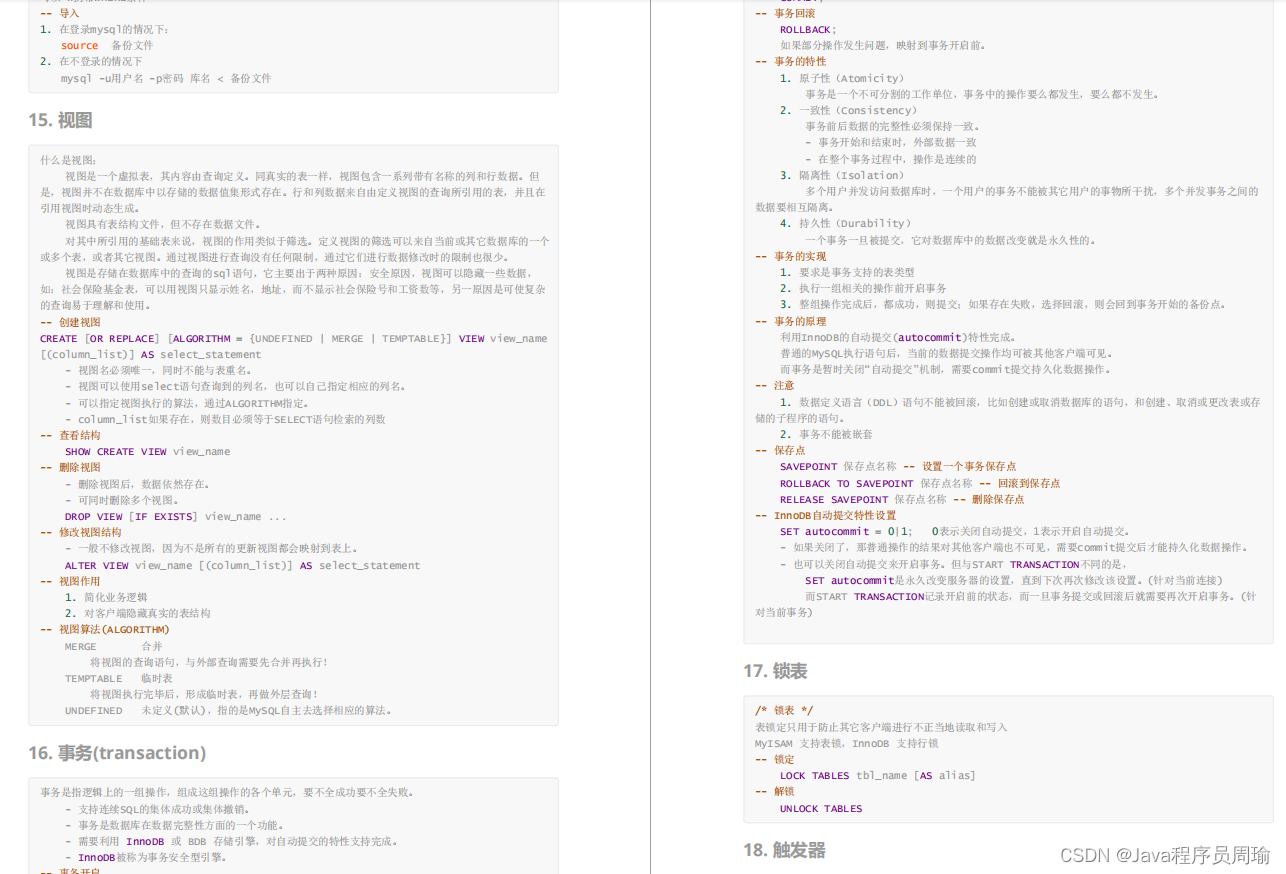 -- 导入
1. 在登录mysql的情况下：
source 备份文件
2. 在不登录的情况下
mysql -u用户名 -p密码 库名 < 备份文件
15. 视图
什么是视图：
视图是一个虚拟表，其内容由查询定义。同真实的表一样，视图包含一系列带有名称的列和行数据。但
是，视图并不在数据库中以存储的数据值集形式存在。行和列数据来自由定义视图的查询所引用的表，并且在
引用视图时动态生成。
视图具有表结构文件，但不存在数据文件。
对其中所引用的基础表来说，视图的作用类似于筛选。定义视图的筛选可以来自当前或其它数据库的一个
或多个表，或者其它视图。通过视图进行查询没有任何限制，通过它们进行数据修改时的限制也很少。
视图是存储在数据库中的查询的sql语句，它主要出于两种原因：安全原因，视图可以隐藏一些数据，
如：社会保险基金表，可以用视图只显示姓名，地址，而不显示社会保险号和工资数等，另一原因是可使复杂
的查询易于理解和使用。
-- 创建视图
CREATE [OR REPLACE] [ALGORITHM = {UNDEFINED | MERGE | TEMPTABLE}] VIEW view_name
[(column_list)] AS select_statement
- 视图名必须唯一，同时不能与表重名。
- 视图可以使用select语句查询到的列名，也可以自己指定相应的列名。
- 可以指定视图执行的算法，通过ALGORITHM指定。
- column_list如果存在，则数目必须等于SELECT语句检索的列数
-- 查看结构
SHOW CREATE VIEW view_name
-- 删除视图
- 删除视图后，数据依然存在。
- 可同时删除多个视图。
DROP VIEW [IF EXISTS] view_name ...
-- 修改视图结构
- 一般不修改视图，因为不是所有的更新视图都会映射到表上。
ALTER VIEW view_name [(column_list)] AS select_statement
-- 视图作用
1. 简化业务逻辑
2. 对客户端隐藏真实的表结构
-- 视图算法(ALGORITHM)
MERGE 合并
将视图的查询语句，与外部查询需要先合并再执行！
TEMPTABLE 临时表
将视图执行完毕后，形成临时表，再做外层查询！
UNDEFINED 未定义(默认)，指的是MySQL自主去选择相应的算法。
16. 事务(transaction)
事务是指逻辑上的一组操作，组成这组操作的各个单元，要不全成功要不全失败。
- 支持连续SQL的集体成功或集体撤销。
- 事务是数据库在数据完整性方面的一个功能。
- 需要利用 InnoDB 或 BDB 存储引擎，对自动提交的特性支持完成。
- InnoDB被称为事务安全型引擎。
-- 事务开启
-- 事务回滚
ROLLBACK;
如果部分操作发生问题，映射到事务开启前。
-- 事务的特性
1. 原子性（Atomicity）
事务是一个不可分割的工作单位，事务中的操作要么都发生，要么都不发生。
2. 一致性（Consistency）
事务前后数据的完整性必须保持一致。
- 事务开始和结束时，外部数据一致
- 在整个事务过程中，操作是连续的
3. 隔离性（Isolation）
多个用户并发访问数据库时，一个用户的事务不能被其它用户的事物所干扰，多个并发事务之间的
数据要相互隔离。
4. 持久性（Durability）
一个事务一旦被提交，它对数据库中的数据改变就是永久性的。
-- 事务的实现
1. 要求是事务支持的表类型
2. 执行一组相关的操作前开启事务
3. 整组操作完成后，都成功，则提交；如果存在失败，选择回滚，则会回到事务开始的备份点。
-- 事务的原理
利用InnoDB的自动提交(autocommit)特性完成。
普通的MySQL执行语句后，当前的数据提交操作均可被其他客户端可见。
而事务是暂时关闭“自动提交”机制，需要commit提交持久化数据操作。
-- 注意
1. 数据定义语言（DDL）语句不能被回滚，比如创建或取消数据库的语句，和创建、取消或更改表或存
储的子程序的语句。
2. 事务不能被嵌套
-- 保存点
SAVEPOINT 保存点名称 -- 设置一个事务保存点
ROLLBACK TO SAVEPOINT 保存点名称 -- 回滚到保存点
RELEASE SAVEPOINT 保存点名称 -- 删除保存点
-- InnoDB自动提交特性设置
SET autocommit = 0|1; 0表示关闭自动提交，1表示开启自动提交。
- 如果关闭了，那普通操作的结果对其他客户端也不可见，需要commit提交后才能持久化数据操作。
- 也可以关闭自动提交来开启事务。但与START TRANSACTION不同的是，
SET autocommit是永久改变服务器的设置，直到下次再次修改该设置。(针对当前连接)
而START TRANSACTION记录开启前的状态，而一旦事务提交或回滚后就需要再次开启事务。(针
对当前事务)
17. 锁表
/* 锁表 */
表锁定只用于防止其它客户端进行不正当地读取和写入
MyISAM 支持表锁，InnoDB 支持行锁
-- 锁定
LOCK TABLES tbl_name [AS alias]
-- 解锁
UNLOCK TABLES
18. 触发器
CSDN @Java程序员周瑜